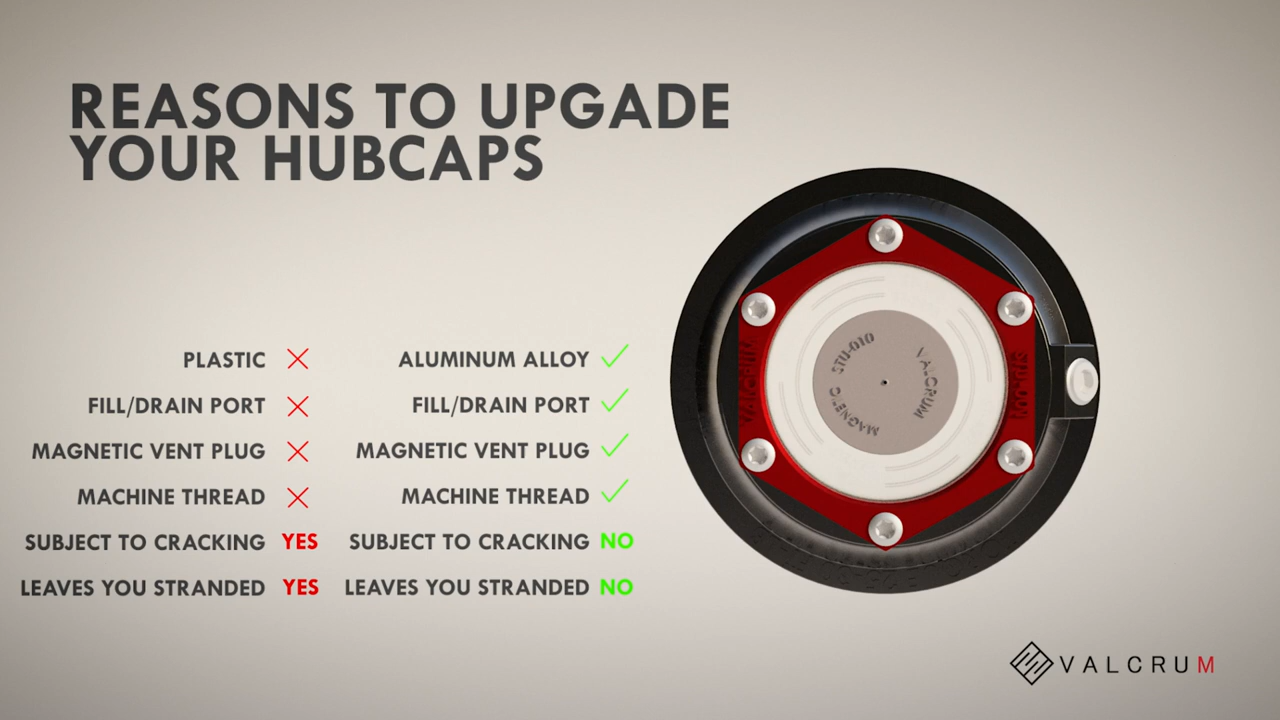 REASONS TO UPGADE
YOUR HUBCAPS
PLASTIC
FILL/DRAIN PORT
MAGNETIC VENT PLUG
MACHINE THREAD
SUBJECT TO CRACKING YES
LEAVES YOU STRANDED YES
ALUMINUM ALLOY
FILL/DRAIN PORT
MAGNETIC VENT PLUG
MACHINE THREAD
SUBJECT TO CRACKING NO
LEAVES YOU STRANDED NO
STU-010
VALCRUM
MAGNETIC
VALCRUM
VALCRUM